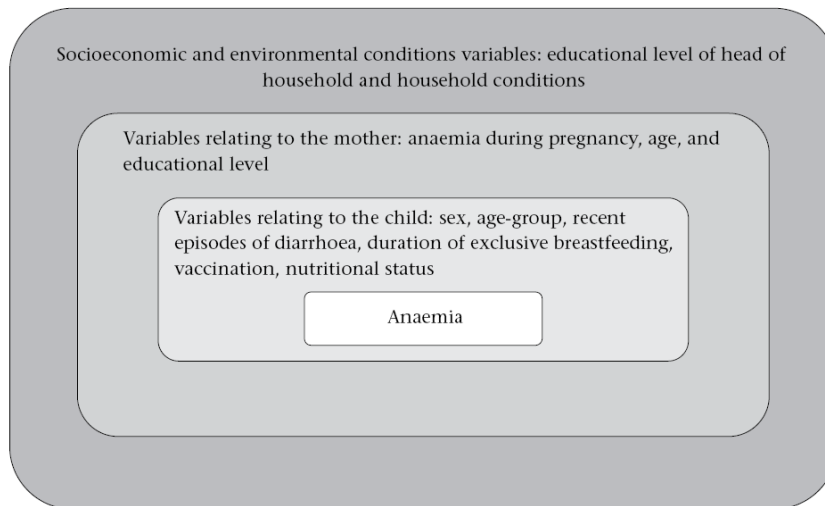 Socioeconomic and environmental conditions variables: educational level of head of
household and household conditions
Variables relating to the mother: anaemia during pregnancy, age, and
educational level
Variables relating to the child: sex, age-group, recent
episodes of diarrhoea, duration of exclusive breastfeeding,
vaccination, nutritional status
Anaemia